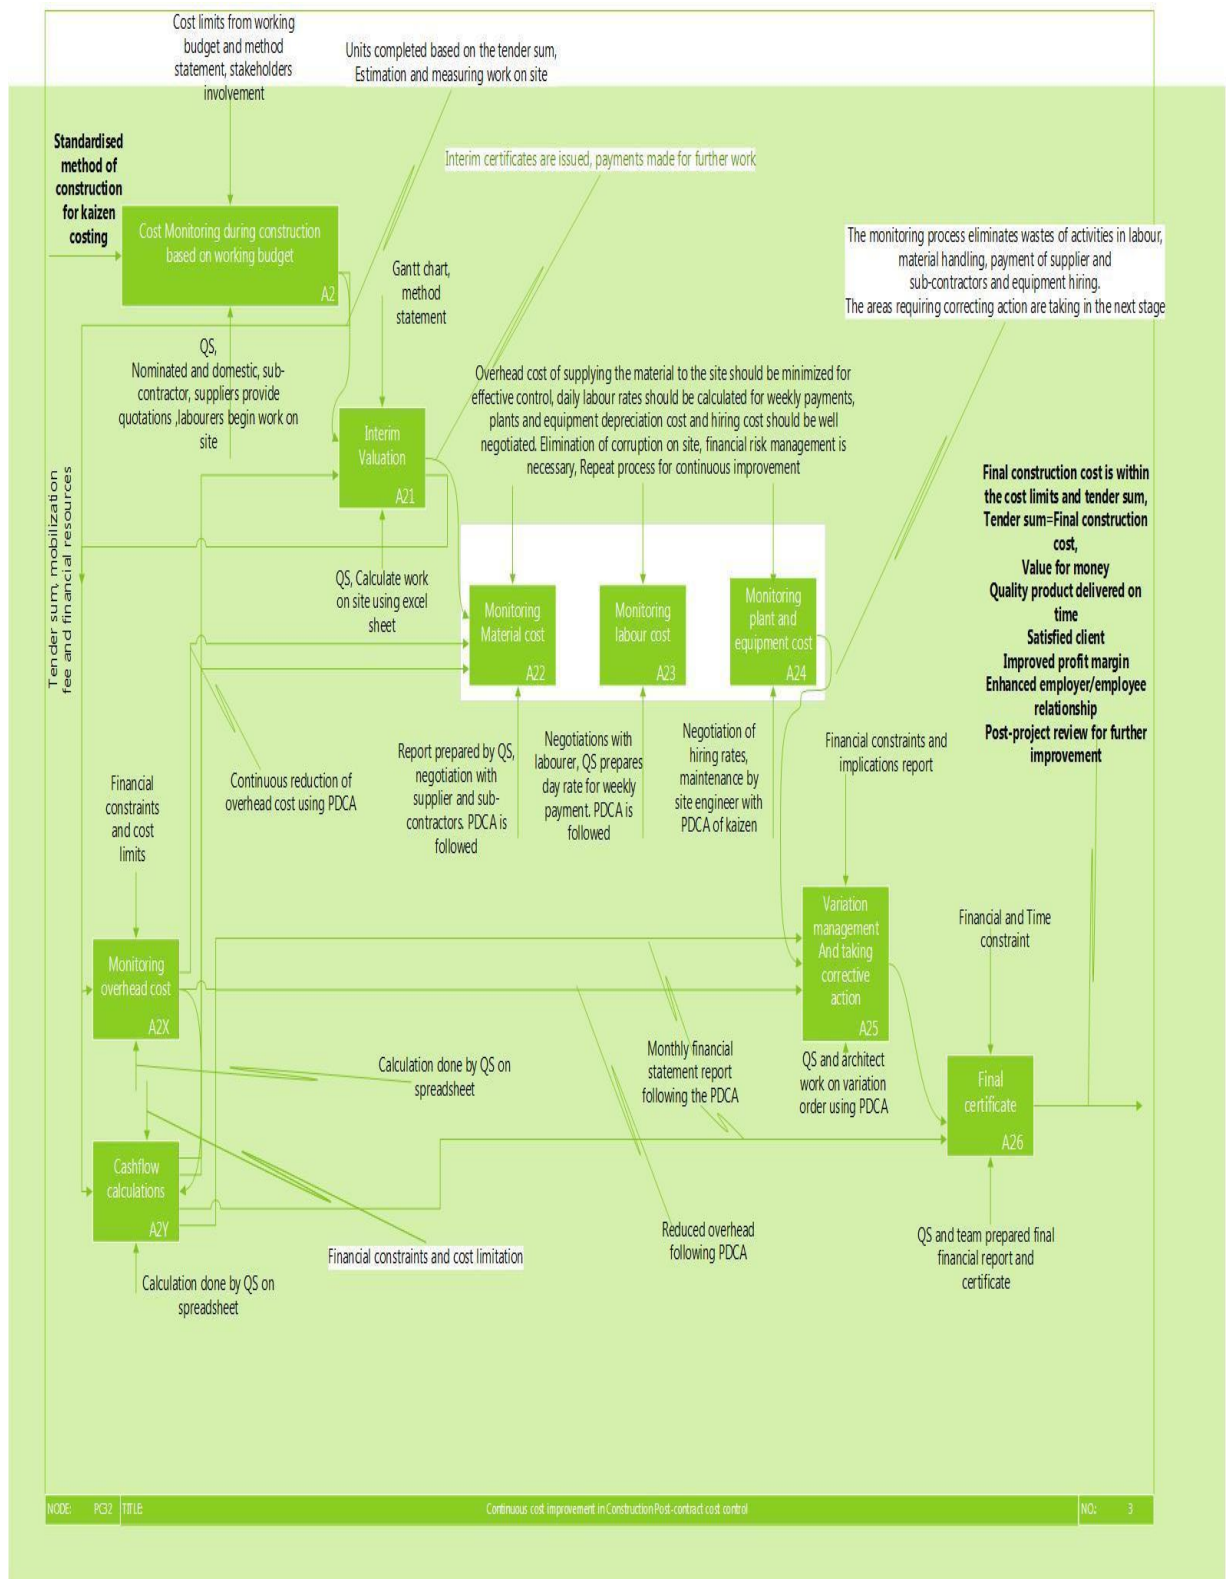 Cost limits from working
budget and method
statement, stakeholders
involvement
Units completed based on the tender sum,
Estimation and measuring work on site
Standardised
method of
construction
for kaizen
costing
Interim certificates are issued, payments made for further work
Cost Monitoring during construction
based on working budget
A2
The monitoring process eliminates wastes of activities in labour,
material handling, payment of supplier and
sub-contractors and equipment hiring.
The areas requiring correcting action are taking in the next stage
Gantt chart,
method
statement
QS,
Nominated and domestic, sub-
contractor, suppliers provide
quotations ,labourers begin work on
site
Overhead cost of supplying the material to the site should be minimized for
effective control, daily labour rates should be calculated for weekly payments,
plants and equipment depreciation cost and hiring cost should be well
negotiated. Elimination of corruption on site, financial risk management is
necessary, Repeat process for continuous improvement
Interim
Valuation
A21
Tender sum, mobilization
fee and financial resources
Final construction cost is within
the cost limits and tender sum,
Tender sum=Final construction
cost,
Value for money
Quality product delivered on
time
Satisfied client
Improved profit margin
Enhanced employer/employee
relationship
Post-project review for further
improvement
QS, Calculate work
on site using excel
sheet
Monitoring
Material cost
A22
Monitoring
labour cost
A23
Monitoring
plant and
equipment cost
A24
Continuous reduction of
overhead cost using PDCA
Report prepared by QS,
negotiation with
supplier and sub-
contractors. PDCA is
followed
Negotiations with
labourer, QS prepares
day rate for weekly
payment. PDCA is
followed
Negotiation of
hiring rates,
maintenance by
site engineer with
PDCA of kaizen
Financial constraints and
implications report
Financial
constraints
and cost
limits
Variation
management
And taking
corrective
action
A25
Financial and Time
constraint
Monitoring
overhead cost
A2X
Calculation done by QS on
spreadsheet
Monthly financial
statement report
following the PDCA
QS and architect
work on variation
order using PDCA
Final
certificate
A26
Cashflow
calculations
A2Y
Financial constraints and cost limitation
Reduced overhead
following PDCA
QS and team prepared final
financial report and
certificate
Calculation done by QS on
spreadsheet
NODE: PC32 TITLE: Continuous cost improvement in Construction Post-contract cost control NO.: 3